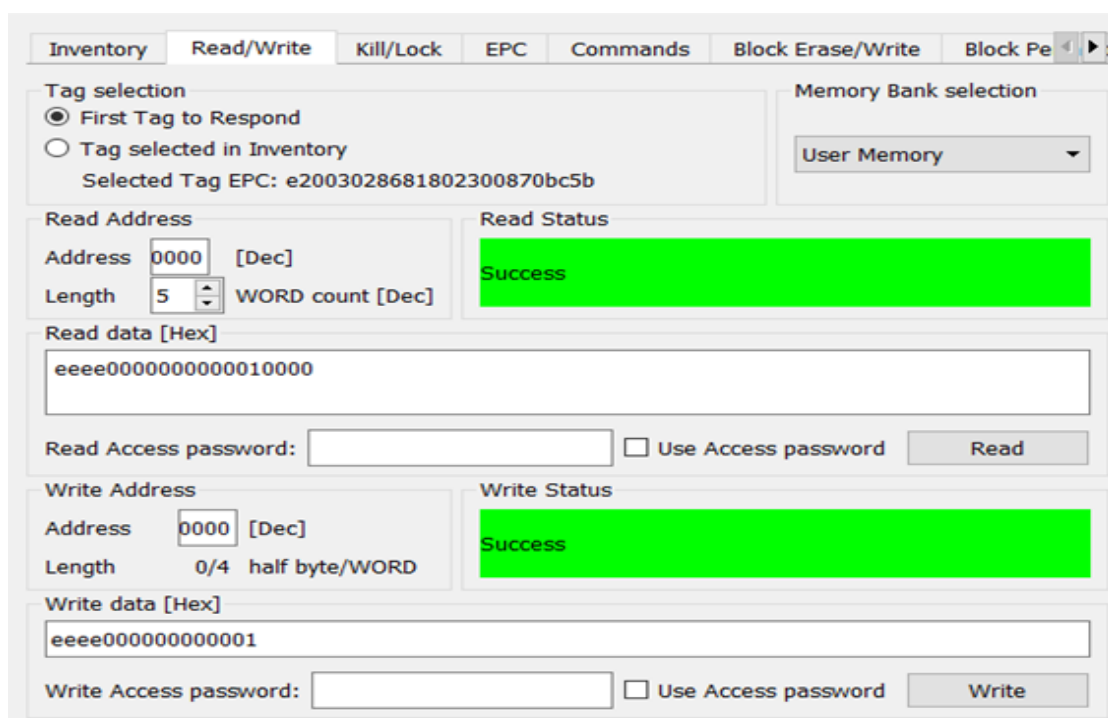 Inventory Read/Write Kill/Lock EPC Commands Block Erase/Write Block Pe
Tag selection Memory Bank selection
First Tag to Respond
Tag selected in Inventory User Memory
Selected Tag EPC: e2003028681802300870bc5b
Read Address Read Status
Address 0000 [Dec]
Success
Length 5 WORD count [Dec]
Read data [Hex]
eeee0000000000010000
Read Access password: Use Access password Read
Write Address Write Status
Address 0000 [Dec]
Success
Length 0/4 half byte/WORD
Write data [Hex]
eeee000000000001
Write Access password: Use Access password Write